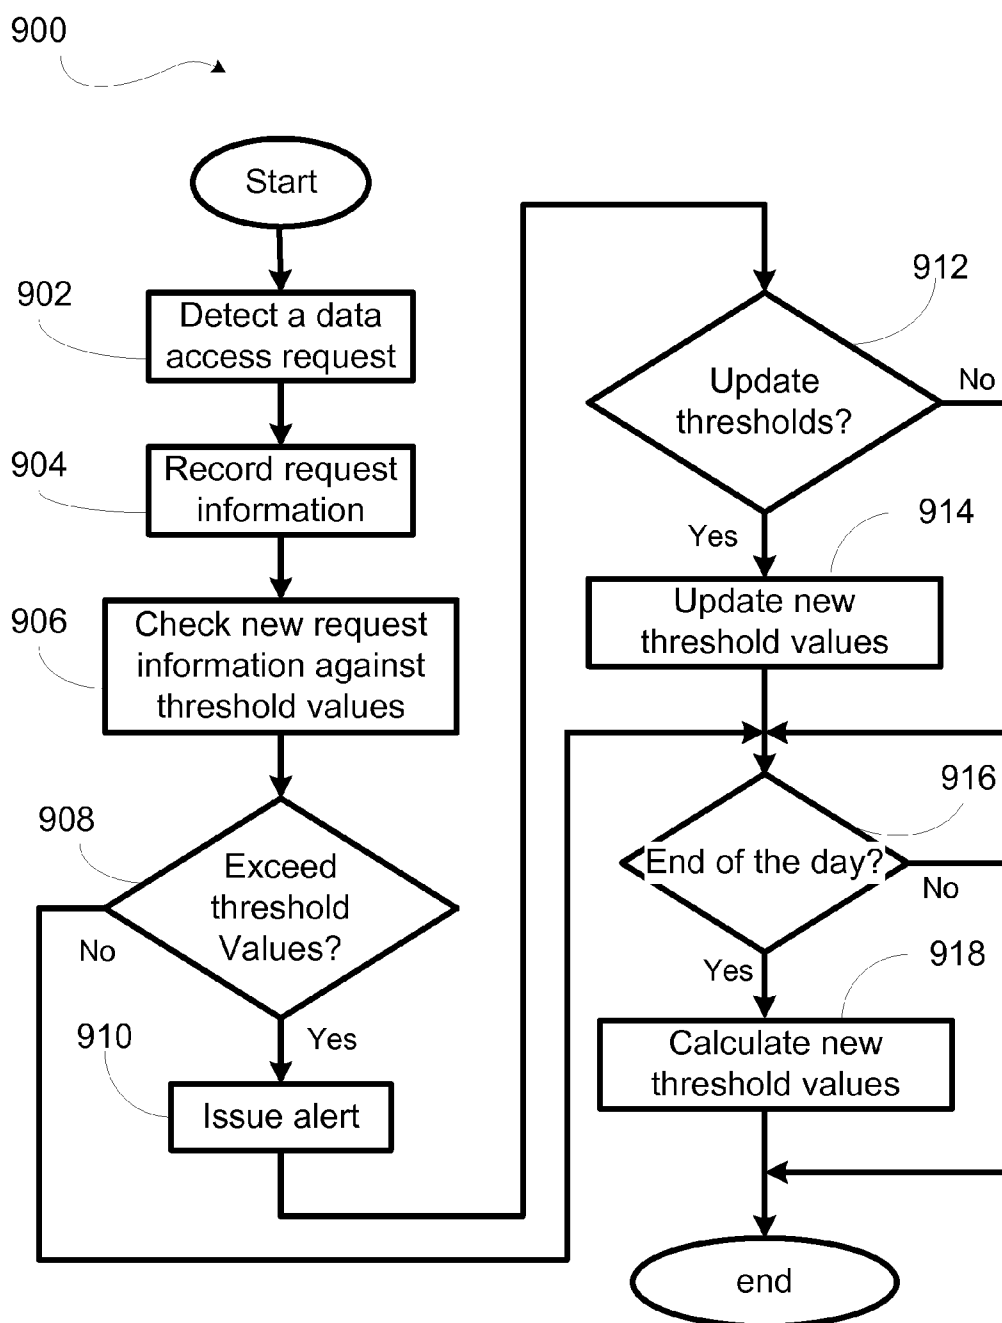 900
Start
902
Detect a data
access request
904
Record request
information
906
Check new request
information against
threshold values
908
Exceed
threshold
Values?
No
Yes
910
Issue alert
912
Update
thresholds?
No
Yes
914
Update new
threshold values
916
End of the day?
No
Yes
918
Calculate new
threshold values
end